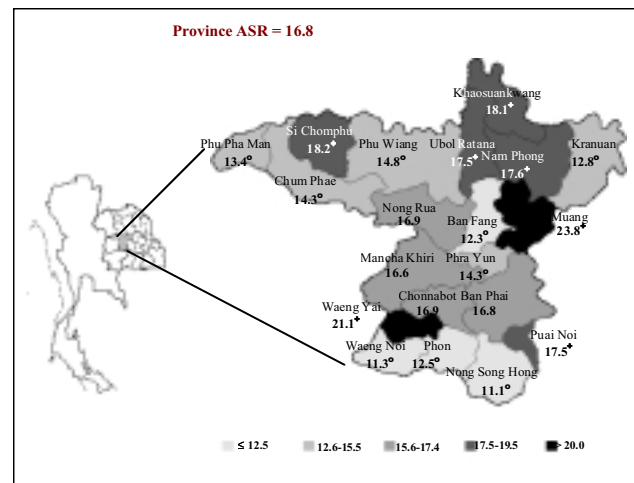 Province ASR = 16.8
Khaosuankwang
18.1+
Si Chomphu
18.2+
Phu Pha Man
13.4°
Phu Wiang
14.8°
Ubol Ratana
17.5+
Nam Phong
17.6+
Kranuan
12.8°
Chum Phae
14.3°
Nong Rua
16.9
Ban Fang
12.3°
Muang
23.8+
Mancha Khiri
16.6
Phra Yun
14.3°
Waeng Yai
21.1+
Chonnabot
16.9
Ban Phai
16.8
Puai Noi
17.5+
Waeng Noi
11.3°
Phon
12.5°
Nong Song Hong
11.1°
≤ 12.5
12.6-15.5
15.6-17.4
17.5-19.5
> 20.0